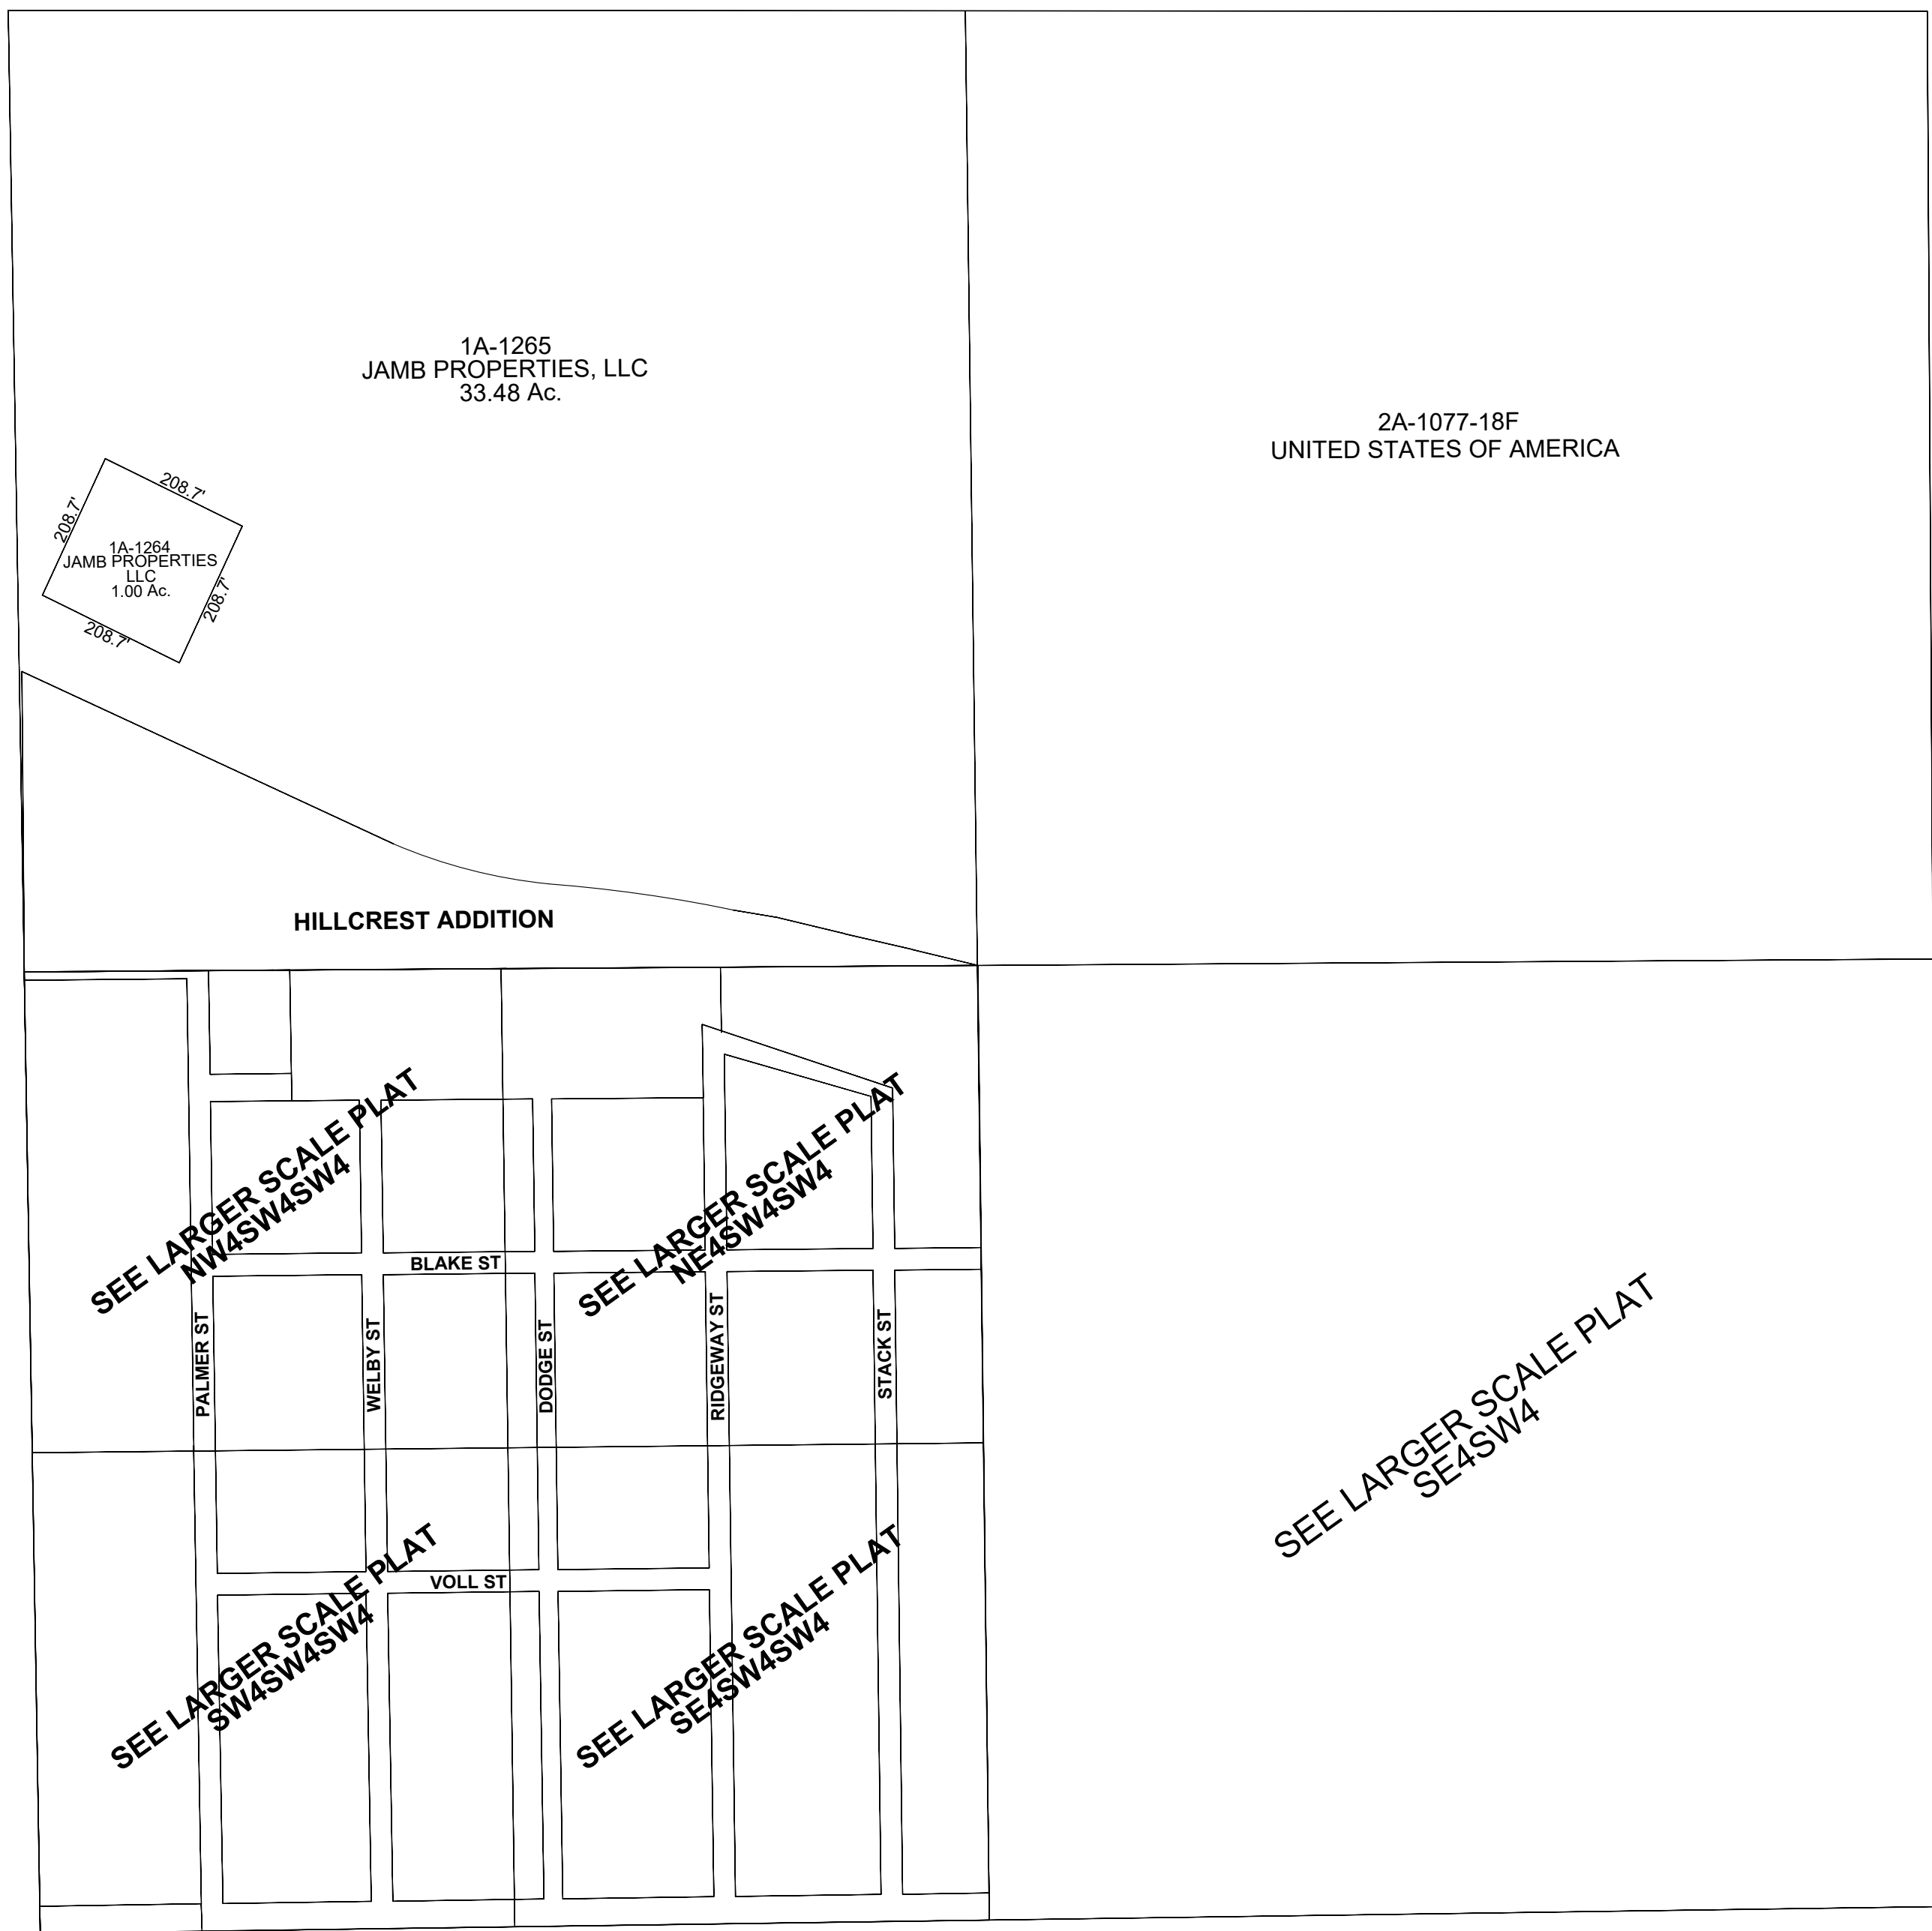 1A-1265
JAMB PROPERTIES, LLC
33.48 Ac.
2A-1077-18F
UNITED STATES OF AMERICA
208.7'
208.7'
1A-1264
JAMB PROPERTIES
LLC
1.00 Ac.
208.7'
208.7'
HILLCREST ADDITION
SEE LARGER SCALE PLAT
NW4SW4SW4
SEE LARGER SCALE PLAT
NE4SW4SW4
BLAKE ST
PALMER ST
WELBY ST
DODGE ST
RIDGEWAY ST
STACK ST
SEE LARGER SCALE PLAT
SE4SW4
VOLL ST
SEE LARGER SCALE PLAT
SW4SW4SW4
SEE LARGER SCALE PLAT
SE4SW4SW4